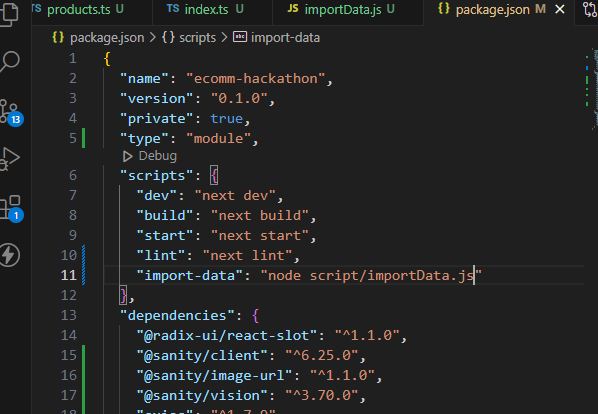 products.ts U
TS index.ts U
JS importData.js U
{} package.json M
{} package.json > {} scripts > abc import-data
1 {
2 "name": "ecomm-hackathon",
3 "version": "0.1.0",
4 "private": true,
5 "type": "module",
Debug
6 "scripts": {
7 "dev": "next dev",
8 "build": "next build",
9 "start": "next start",
10 "lint": "next lint",
11 "import-data": "node script/importData.js"
12 },
13 "dependencies": {
14 "@radix-ui/react-slot": "^1.1.0",
15 "@sanity/client": "^6.25.0",
16 "@sanity/image-url": "^1.1.0",
17 "@sanity/vision": "^3.70.0",
13
1